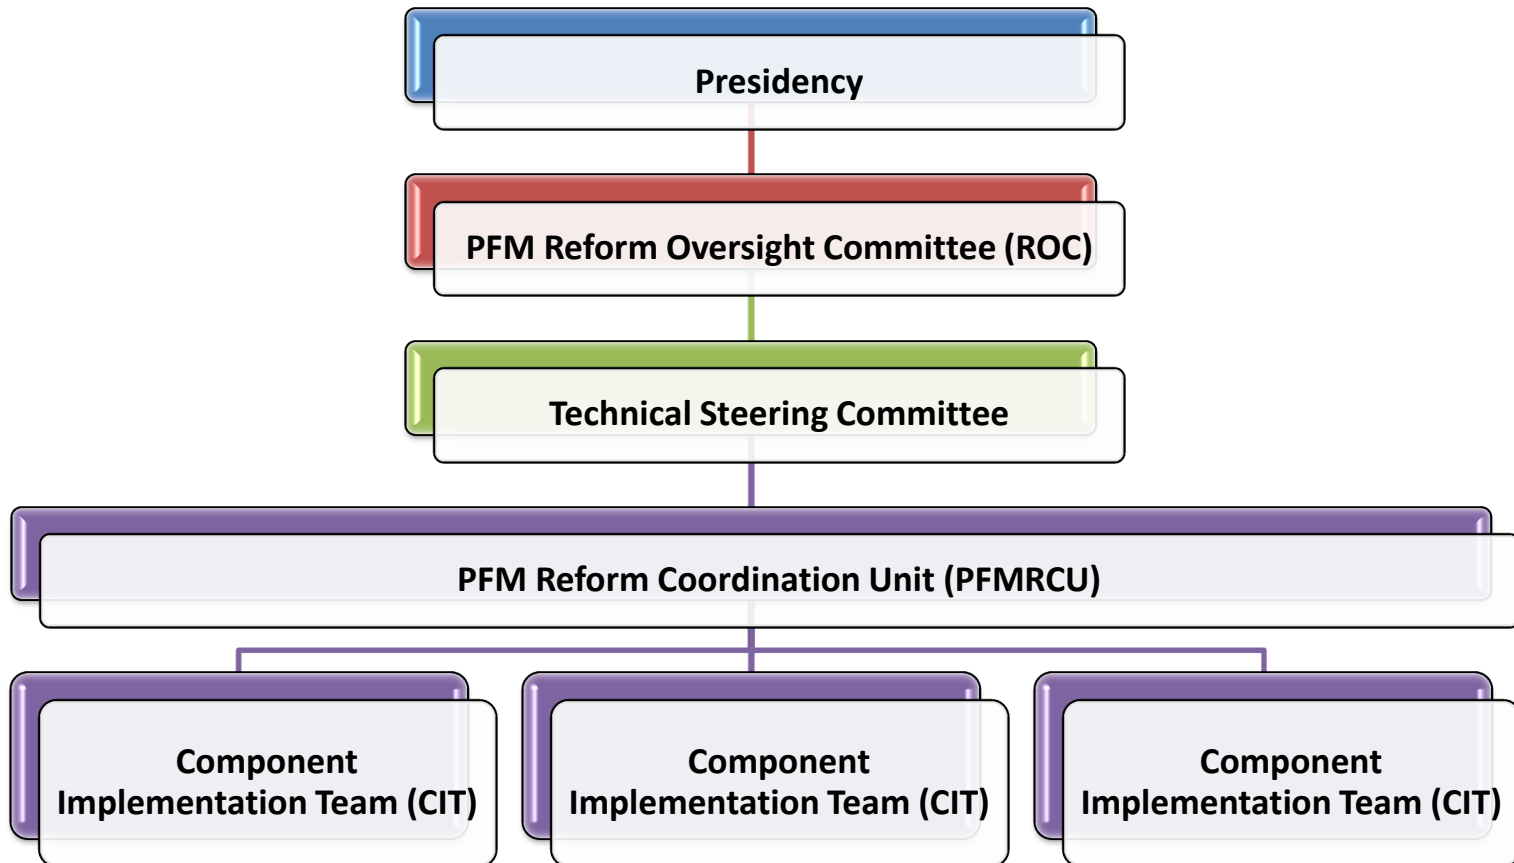 Presidency
PFM Reform Oversight Committee (ROC)
Technical Steering Committee
PFM Reform Coordination Unit (PFMRCU)
Component
Implementation Team (CIT)
Component
Implementation Team (CIT)
Component
Implementation Team (CIT)